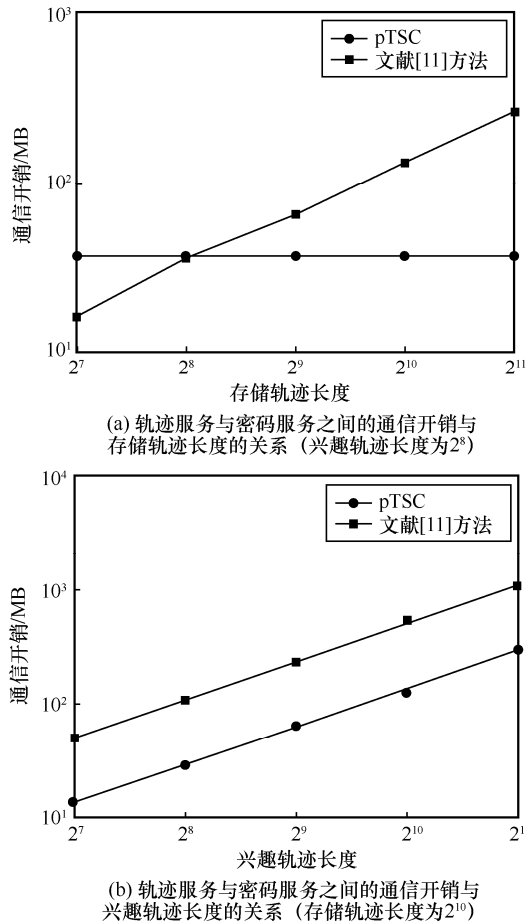 10³
pTSC
文献[11]方法
10²
通信开销/MB
10¹
2⁷ 2⁸ 2⁹ 2¹⁰ 2¹¹
存储轨迹长度
(a) 轨迹服务与密码服务之间的通信开销与
存储轨迹长度的关系（兴趣轨迹长度为2⁸）
10⁴
pTSC
文献[11]方法
10³
通信开销/MB
10²
10¹
2⁷ 2⁸ 2⁹ 2¹⁰ 2¹
兴趣轨迹长度
(b) 轨迹服务与密码服务之间的通信开销与
兴趣轨迹长度的关系（存储轨迹长度为2¹⁰）